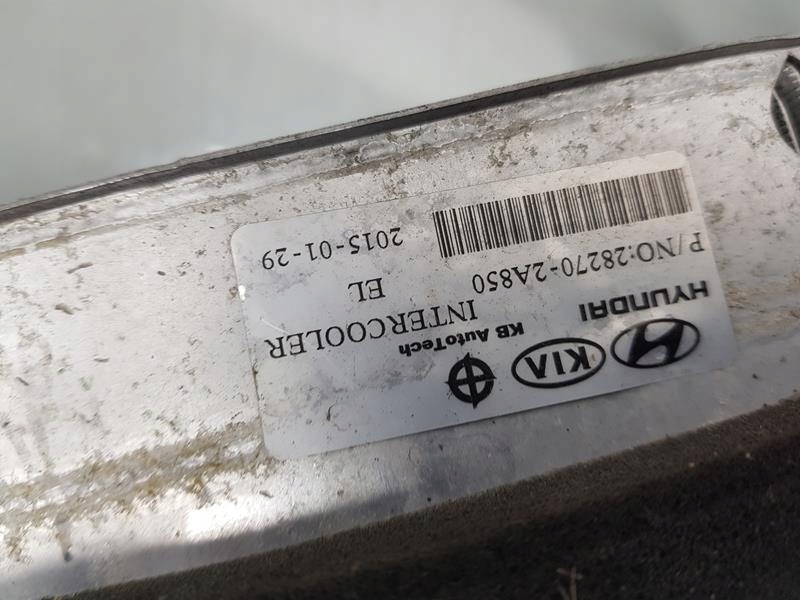 HYUNDAI
KIA
KB AutoTech
P/NO:28270-2A850
INTERCOOLER
EL
2015-01-29